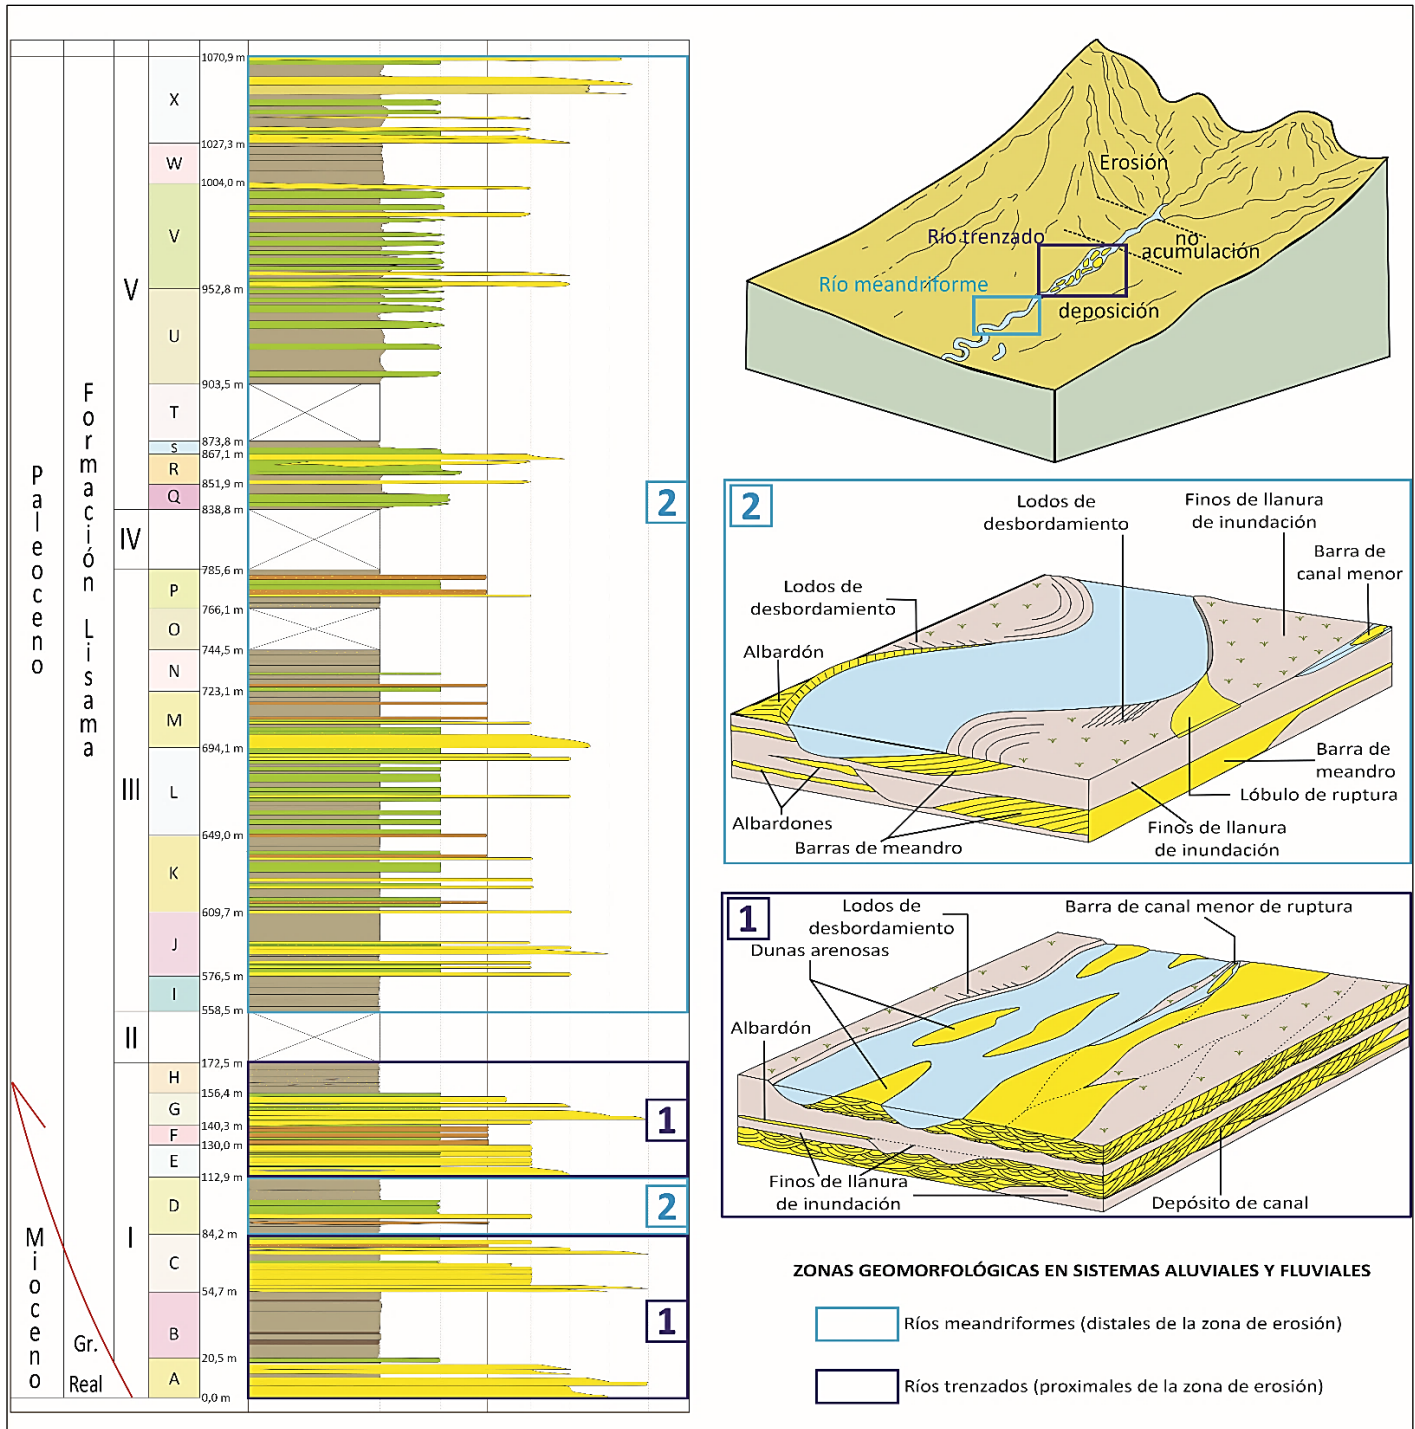 Paleoceno
Mioceno
Formación Lisama
Gr.
Real
V
IV
III
II
I
X
W
V
U
T
S
R
Q
P
O
N
M
L
K
J
I
H
G
F
E
D
C
B
A
1070,9 m
1027,3 m
1004,0 m
952,8 m
903,5 m
873,8 m
867,1 m
851,9 m
838,8 m
785,6 m
766,1 m
744,5 m
723,1 m
694,1 m
649,0 m
609,7 m
576,5 m
558,5 m
172,5 m
156,4 m
140,3 m
130,0 m
112,9 m
84,2 m
54,7 m
20,5 m
0,0 m
2
1
2
1
Erosión
Río trenzado
no
acumulación
Río meandriforme
deposición
2
Lodos de
desbordamiento
Finos de llanura
de inundación
Barra de
canal menor
Lodos de
desbordamiento
Albardón
Barra de
meandro
Lóbulo de ruptura
Albardones
Barras de meandro
Finos de llanura
de inundación
1
Lodos de
desbordamiento
Barra de canal menor de ruptura
Dunas arenosas
Albardón
Finos de llanura
de inundación
Depósito de canal
ZONAS GEOMORFOLÓGICAS EN SISTEMAS ALUVIALES Y FLUVIALES
Ríos meandriformes (distales de la zona de erosión)
Ríos trenzados (proximales de la zona de erosión)